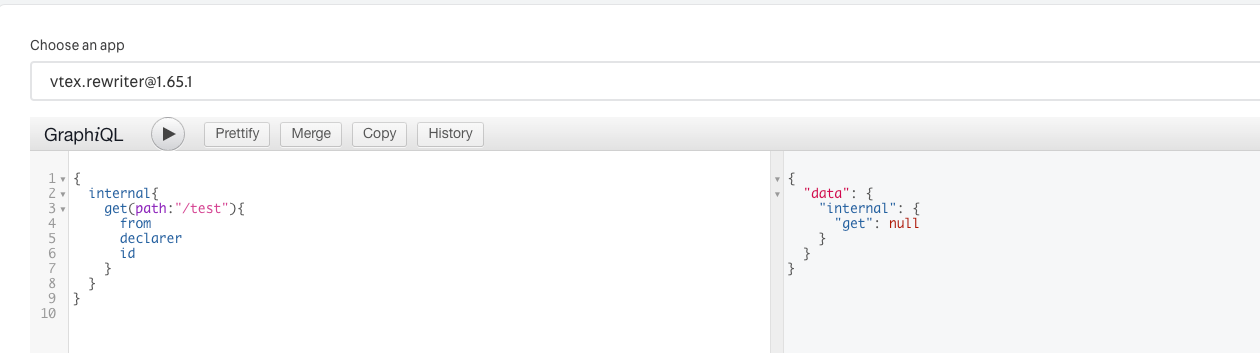 Choose an app
vtex.rewriter@1.65.1
GraphiQL Prettify Merge Copy History
1 {
2 internal{
3 get(path:"/test"){
4 from
5 declarer
6 id
7 }
8 }
9 }
10
{
"data": {
"internal": {
"get": null
}
}
}